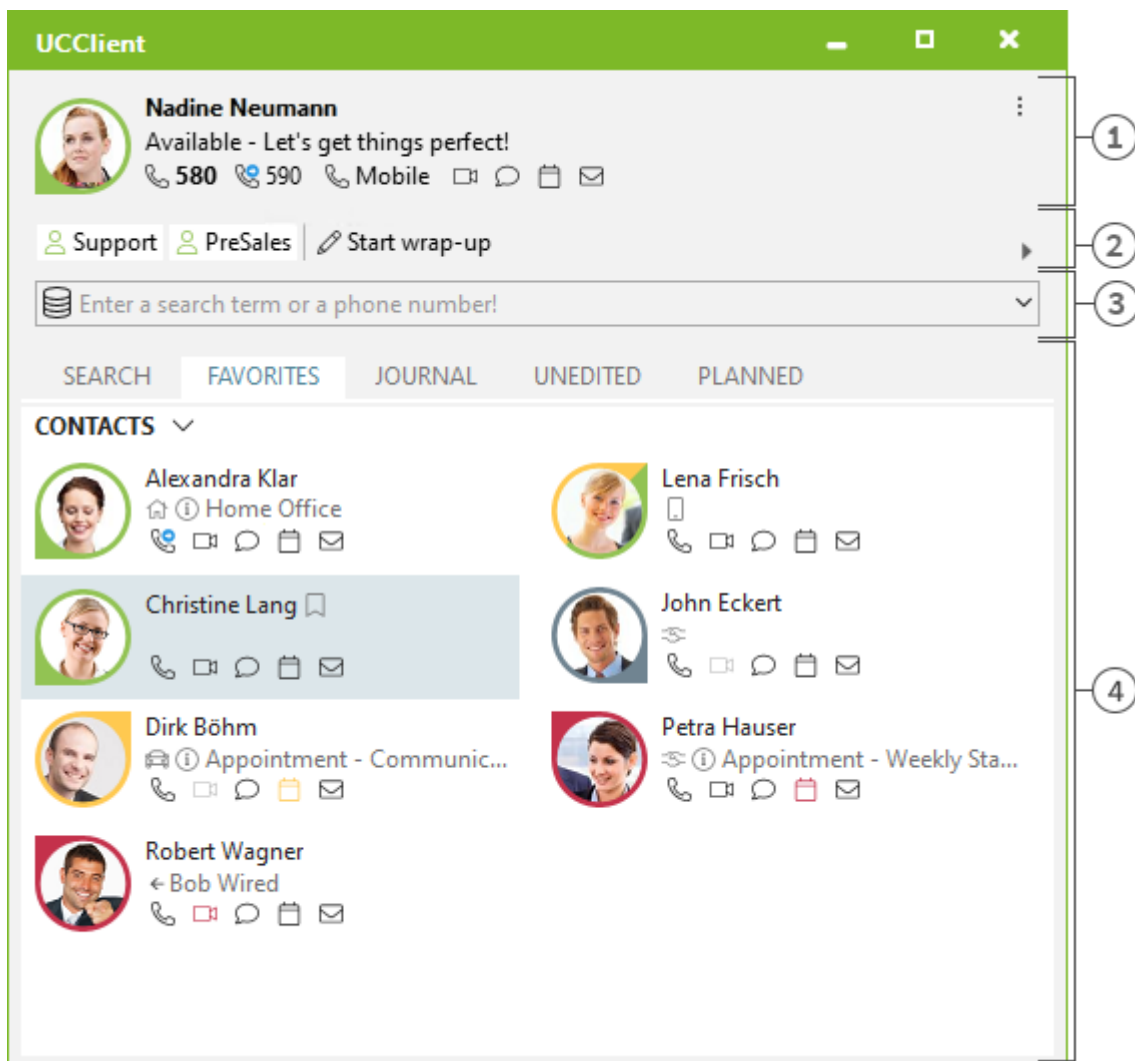 UCClient
Nadine Neumann
Available - Let's get things perfect!
580 590 Mobile
1
Support PreSales Start wrap-up
2
Enter a search term or a phone number!
3
SEARCH FAVORITES JOURNAL UNEDITED PLANNED
CONTACTS
Alexandra Klar
Home Office
Lena Frisch
Christine Lang
John Eckert
4
Dirk Böhm
Appointment - Communic...
Petra Hauser
Appointment - Weekly Sta...
Robert Wagner
Bob Wired